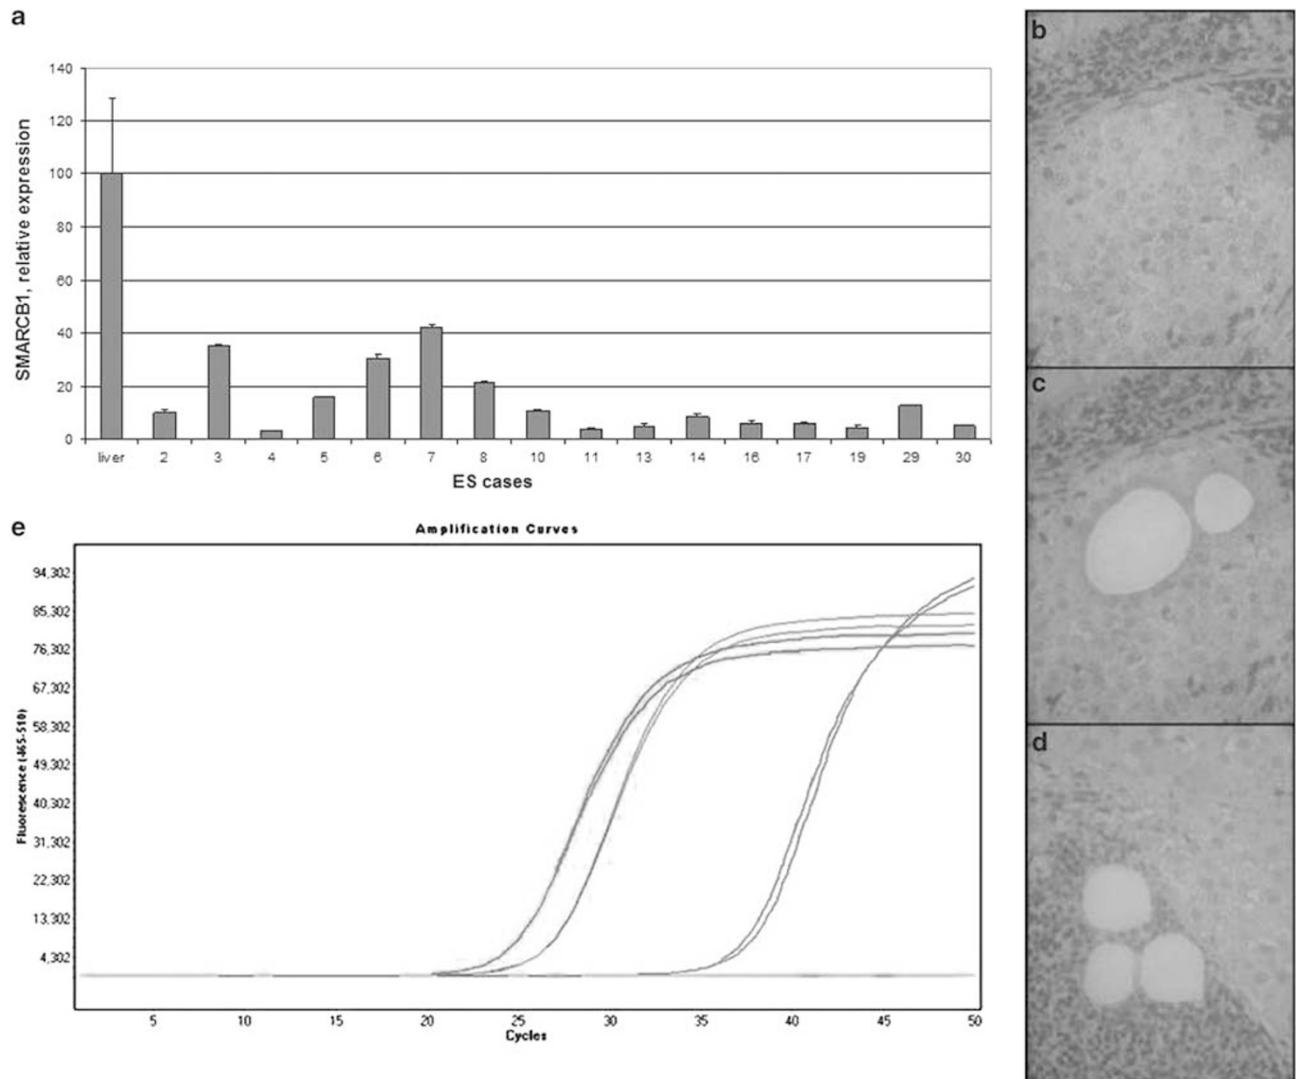 a
140
120
100
80
60
40
20
0
SMARCB1, relative expression
liver 2 3 4 5 6 7 8 10 11 13 14 16 17 19 29 30
ES cases
b
c
d
e
Amplification Curves
94,302
85,302
76,302
67,302
58,302
49,302
40,302
31,302
22,302
13,302
4,302
Fluorescence (465-510)
5 10 15 20 25 30 35 40 45 50
Cycles